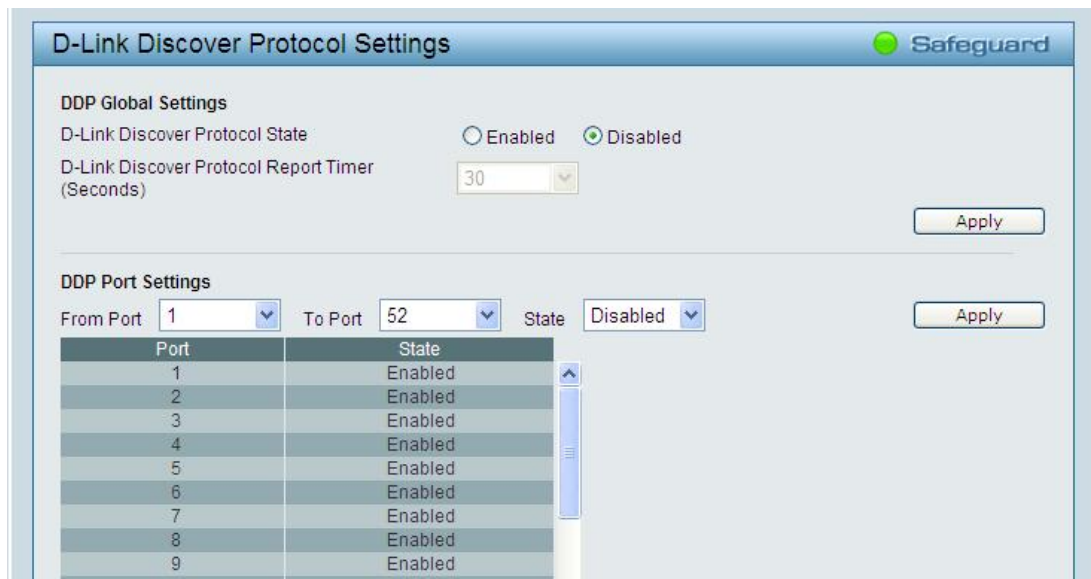 D-Link Discover Protocol Settings
Safeguard
DDP Global Settings
D-Link Discover Protocol State
Enabled
Disabled
D-Link Discover Protocol Report Timer
(Seconds)
30
Apply
DDP Port Settings
From Port 1 To Port 52 State Disabled
Apply
Port State
1 Enabled
2 Enabled
3 Enabled
4 Enabled
5 Enabled
6 Enabled
7 Enabled
8 Enabled
9 Enabled